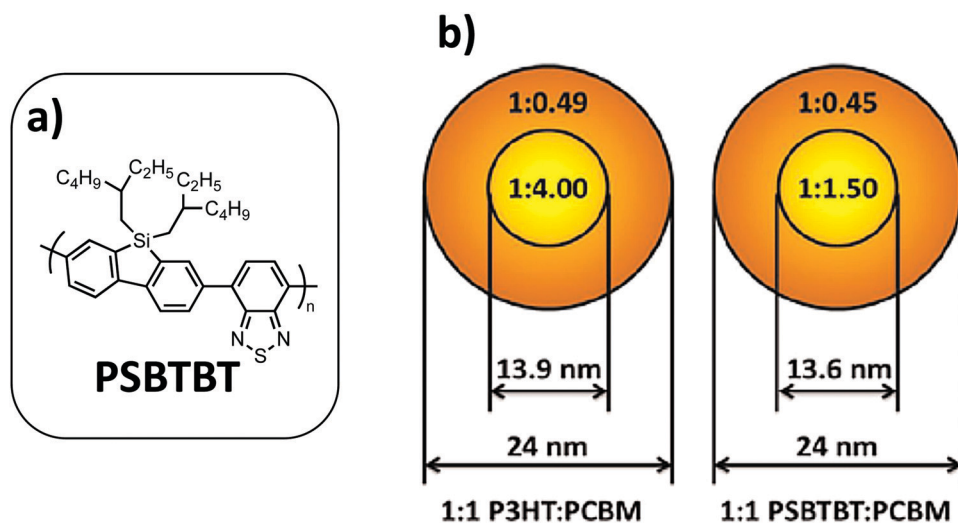 a)
C4H9
C2H5
C2H5
C4H9
Si
n
N
N
S
PSBTBT
b)
1:0.49
1:4.00
13.9 nm
24 nm
1:1 P3HT:PCBM
1:0.45
1:1.50
13.6 nm
24 nm
1:1 PSBTBT:PCBM